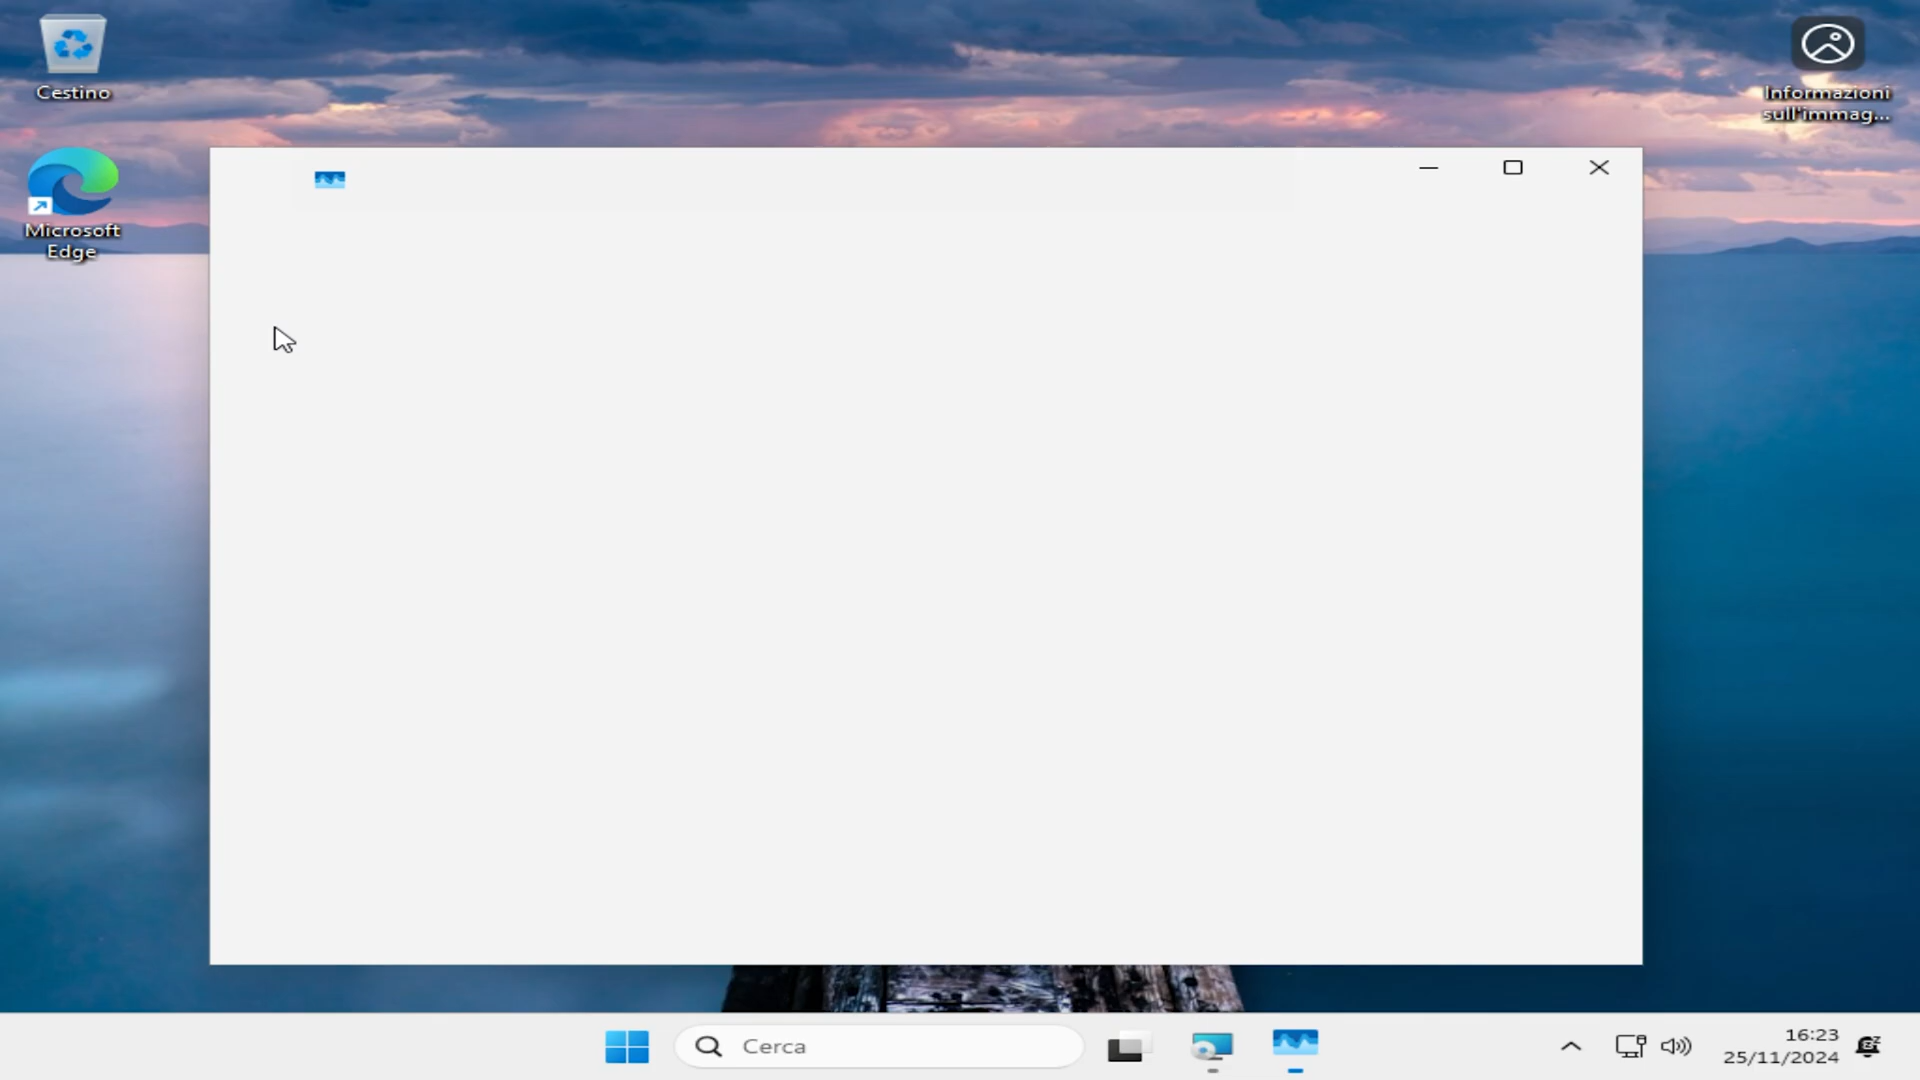 Cestino
Informazioni
sull'immag...
Microsoft
Edge
Cerca
16:23
25/11/2024